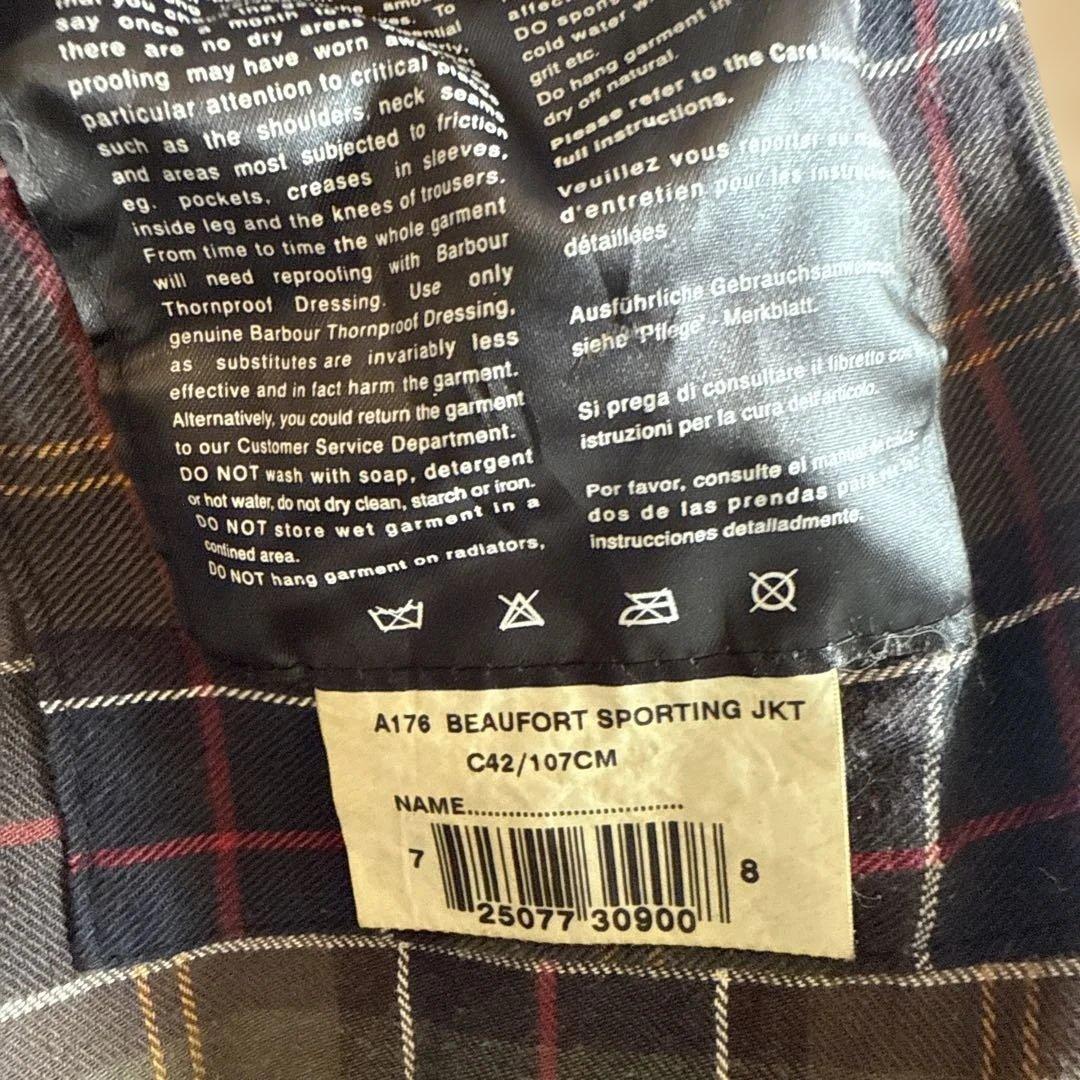 say once a month
there are no dry areas To
proofing may have worn
particular attention to critical
such as the shoulders, neck seams
and areas most subjected to friction
eg. pockets, creases in sleeves,
inside leg and the knees of trousers.
From time to time the whole garment
will need reproofing with Barbour
Thornproof Dressing. Use only
genuine Barbour Thornproof Dressing,
as substitutes are invariably less
effective and in fact harm the garment.
Alternatively, you could return the garment
to our Customer Service Department.
DO NOT wash with soap, detergent
or hot water, do not dry clean, starch or iron.
DO NOT store wet garment in a
confined area.
DO NOT hang garment on radiators,
cold water
grit etc.
Do hang garment in
dry off natural.
Please refer to the Care
full instructions.
Veuillez vous
d'entretien pour les
détaillées
Ausführliche
siehe 'Pflege' - Merkblatt.
Si prega di consultare il libretto
istruzioni per la cura dell'articolo.
Por favor, consulte el
dos de las prendas para
instrucciones detalladmente.
A176 BEAUFORT SPORTING JKT
C42/107CM
NAME...............................
7 25077 30900 8